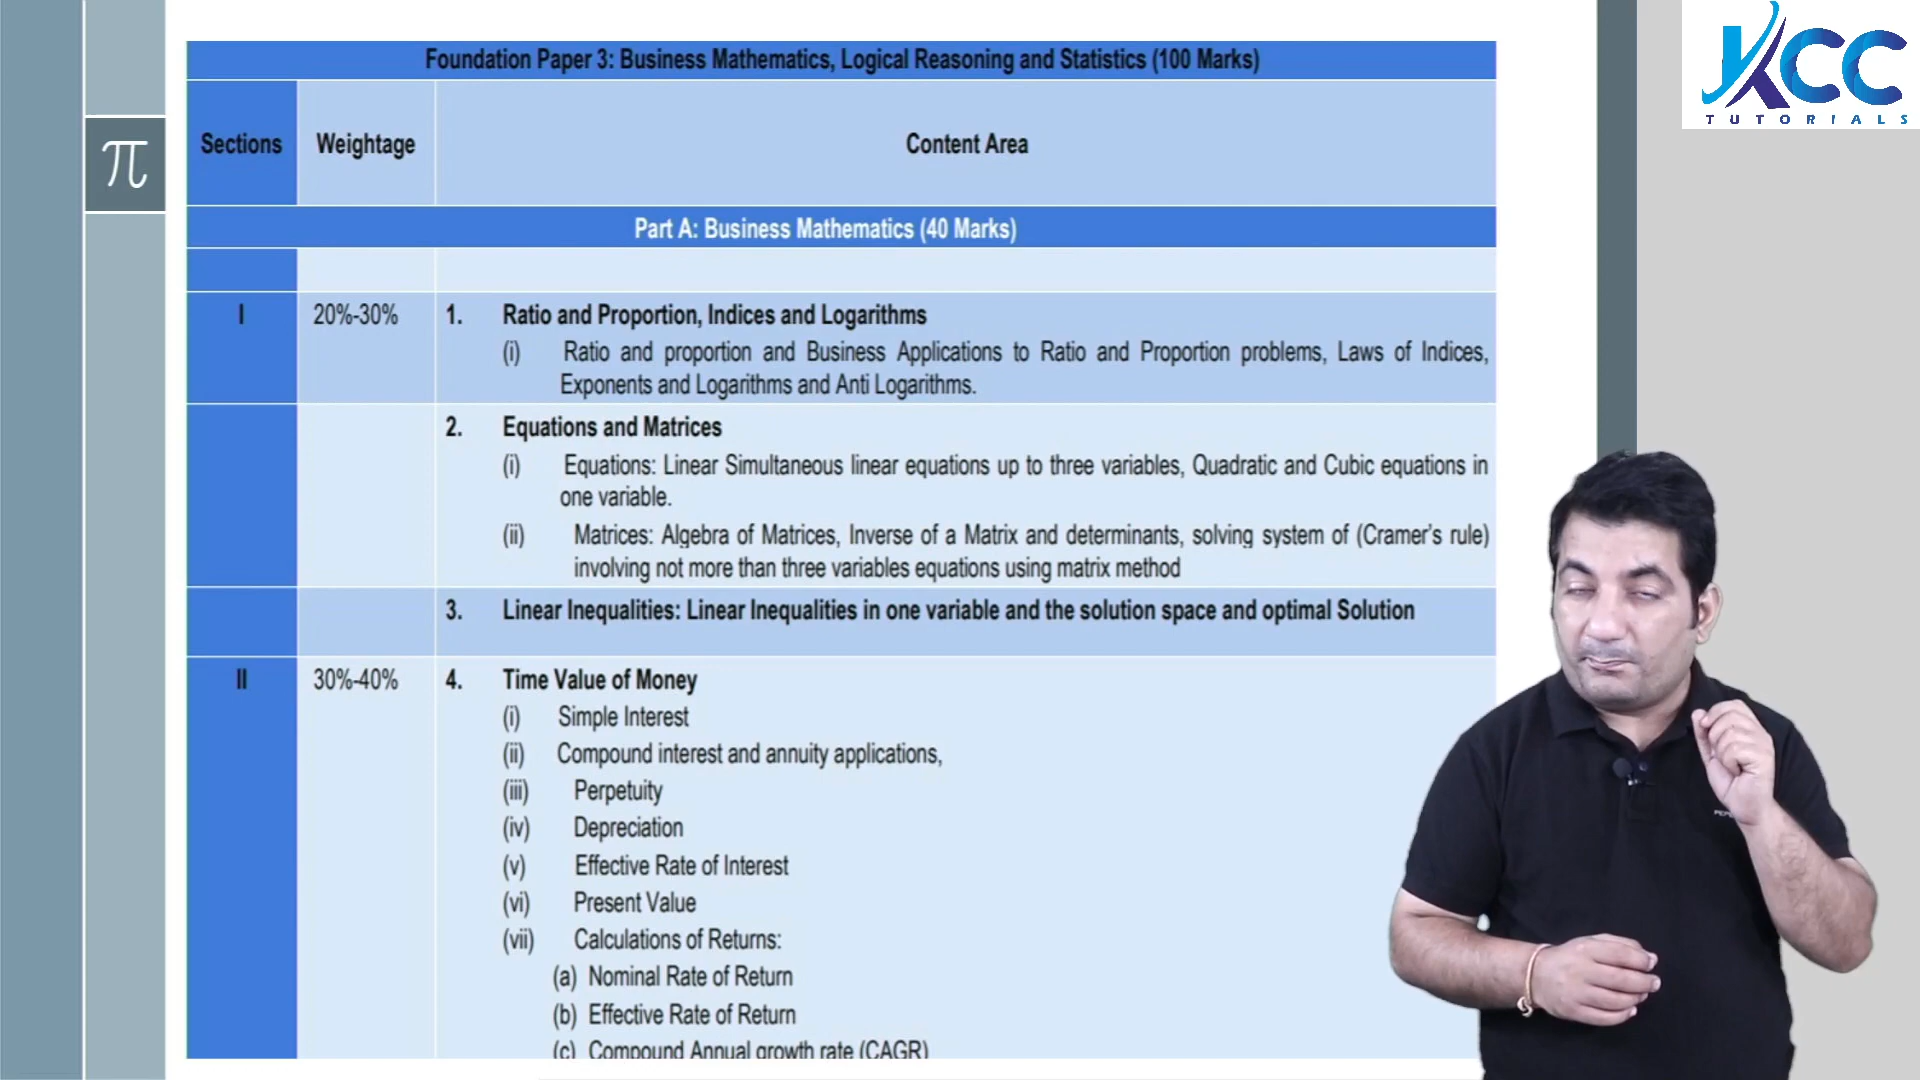 JKCC
TUTORIALS
π
Foundation Paper 3: Business Mathematics, Logical Reasoning and Statistics (100 Marks)
Sections Weightage Content Area
Part A: Business Mathematics (40 Marks)
I 20%-30% 1. Ratio and Proportion, Indices and Logarithms
(i) Ratio and proportion and Business Applications to Ratio and Proportion problems, Laws of Indices,
Exponents and Logarithms and Anti Logarithms.
2. Equations and Matrices
(i) Equations: Linear Simultaneous linear equations up to three variables, Quadratic and Cubic equations in
one variable.
(ii) Matrices: Algebra of Matrices, Inverse of a Matrix and determinants, solving system of (Cramer's rule)
involving not more than three variables equations using matrix method
3. Linear Inequalities: Linear Inequalities in one variable and the solution space and optimal Solution
II 30%-40% 4. Time Value of Money
(i) Simple Interest
(ii) Compound interest and annuity applications,
(iii) Perpetuity
(iv) Depreciation
(v) Effective Rate of Interest
(vi) Present Value
(vii) Calculations of Returns:
(a) Nominal Rate of Return
(b) Effective Rate of Return
(c) Compound Annual growth rate (CAGR)